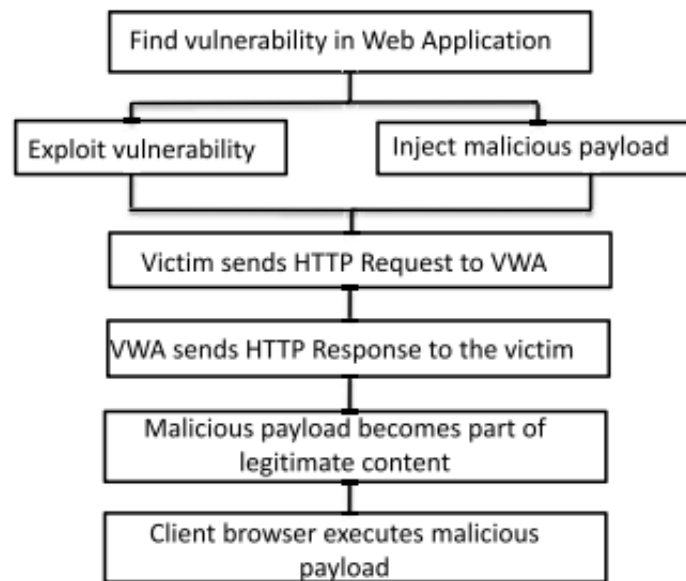 Find vulnerability in Web Application
Exploit vulnerability
Inject malicious payload
Victim sends HTTP Request to VWA
VWA sends HTTP Response to the victim
Malicious payload becomes part of
legitimate content
Client browser executes malicious
payload